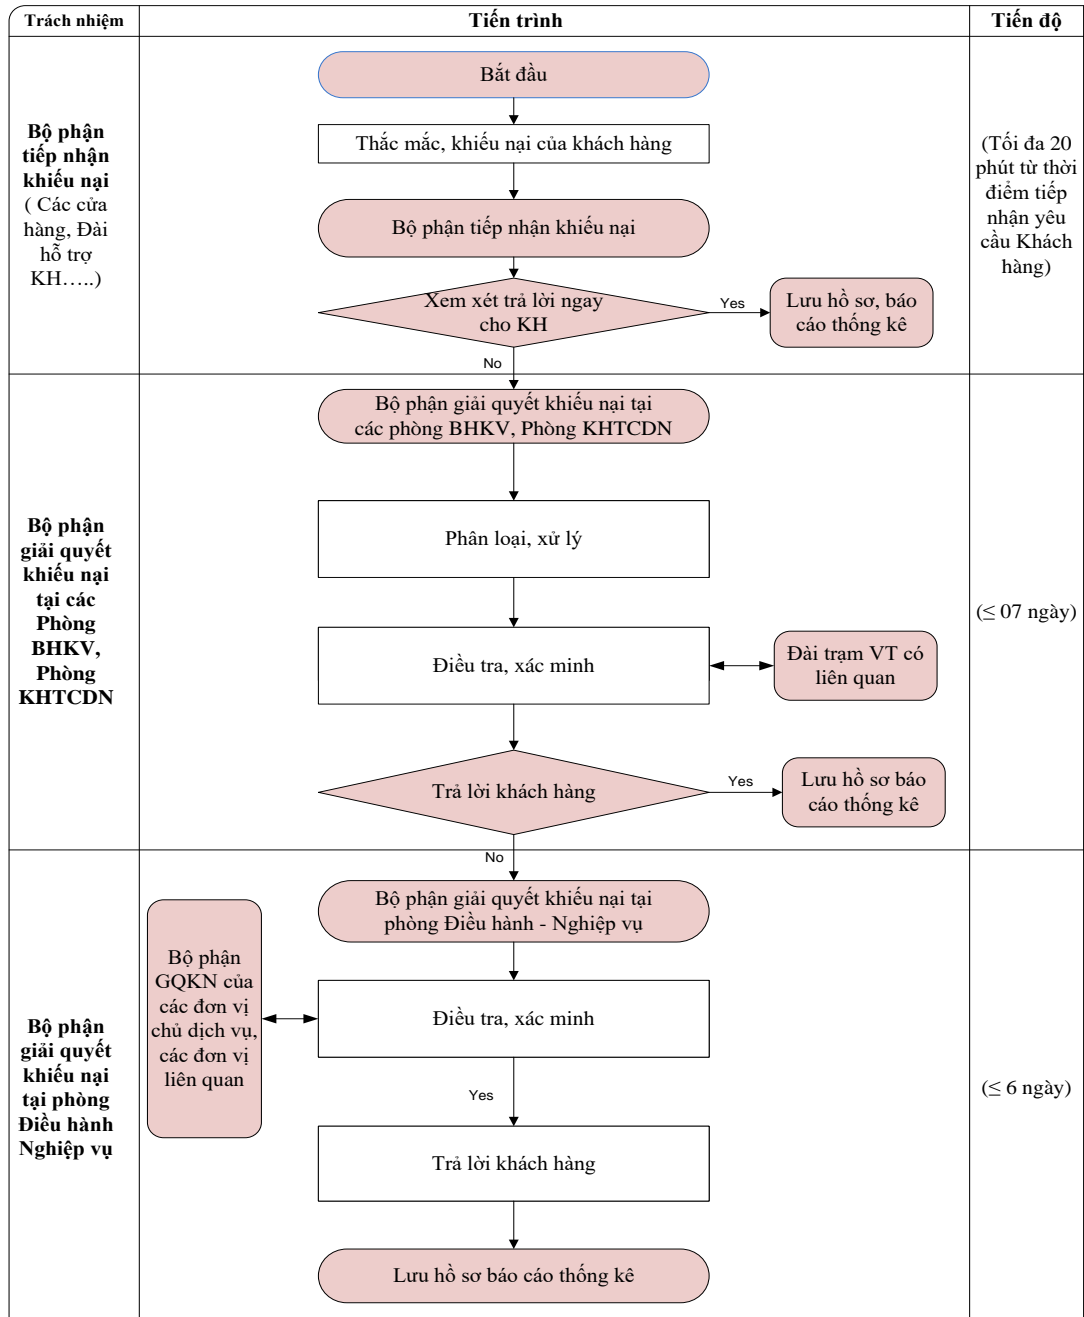 Trách nhiệm
Tiến trình
Tiến độ
Bộ phận
tiếp nhận
khiếu nại
( Các cửa
hàng, Đài
hỗ trợ
KH…..)
Bắt đầu
Thắc mắc, khiếu nại của khách hàng
Bộ phận tiếp nhận khiếu nại
Xem xét trả lời ngay
cho KH
Yes
Lưu hồ sơ, báo
cáo thống kê
No
(Tối đa 20
phút từ thời
điểm tiếp
nhận yêu
cầu Khách
hàng)
Bộ phận
giải quyết
khiếu nại
tại các
Phòng
BHKV,
Phòng
KHTCDN
Bộ phận giải quyết khiếu nại tại
các phòng BHKV, Phòng KHTCDN
Phân loại, xử lý
Điều tra, xác minh
Đài trạm VT có
liên quan
Trả lời khách hàng
Yes
Lưu hồ sơ báo
cáo thống kê
No
(≤ 07 ngày)
Bộ phận
giải quyết
khiếu nại
tại phòng
Điều hành
Nghiệp vụ
Bộ phận giải quyết khiếu nại tại
phòng Điều hành - Nghiệp vụ
Bộ phận
GQKN của
các đơn vị
chủ dịch vụ,
các đơn vị
liên quan
Điều tra, xác minh
Yes
Trả lời khách hàng
Lưu hồ sơ báo cáo thống kê
(≤ 6 ngày)